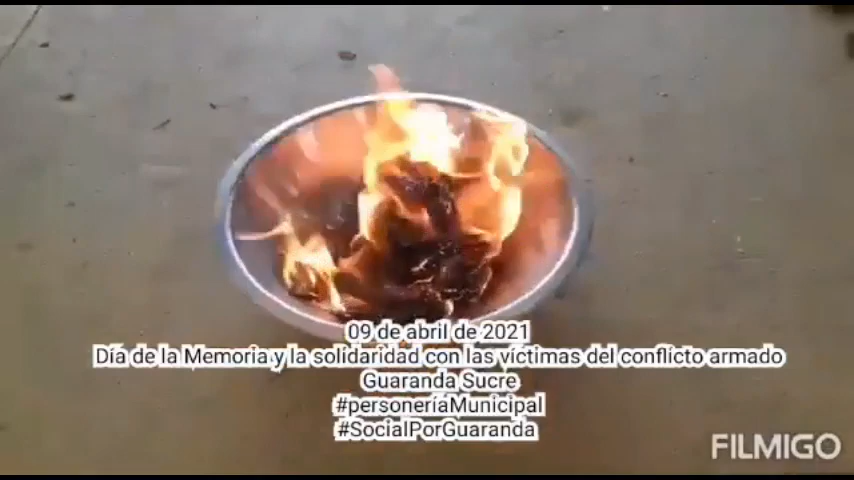 09 de abril de 2021
Día de la Memoria y la solidaridad con las víctimas del conflicto armado
Guaranda Sucre
#personeríaMunicipal
#SocialPorGuaranda
FILMIGO